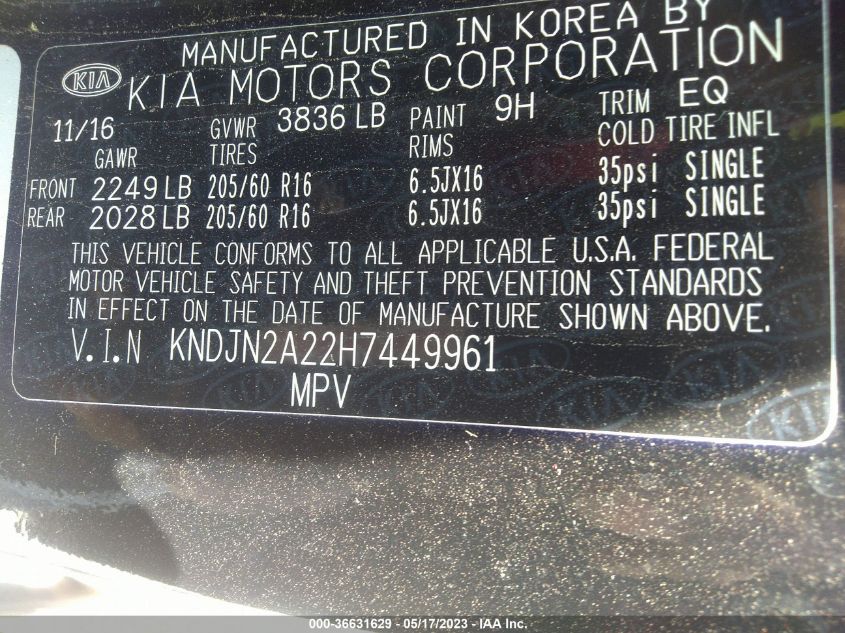 MANUFACTURED IN KOREA BY
KIA KIA MOTORS CORPORATION
11/16 GVWR 3836 LB PAINT 9H TRIM EQ
GAWR TIRES RIMS COLD TIRE INFL
FRONT 2249 LB 205/60 R16 6.5JX16 35psi SINGLE
REAR 2028 LB 205/60 R16 6.5JX16 35psi SINGLE
THIS VEHICLE CONFORMS TO ALL APPLICABLE U.S.A. FEDERAL
MOTOR VEHICLE SAFETY AND THEFT PREVENTION STANDARDS
IN EFFECT ON THE DATE OF MANUFACTURE SHOWN ABOVE.
V.I.N KNDJN2A22H7449961
MPV
KIA
000-36631629 - 05/17/2023 - © IAA Inc.